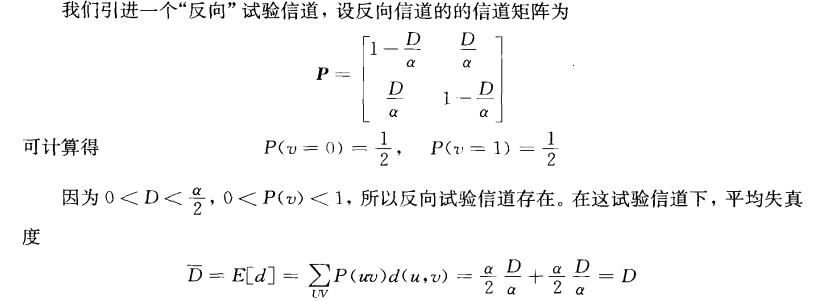 我们引进一个“反向”试验信道，设反向信道的的信道矩阵为
P = [ 1 − D/α  D/α
D/α  1 − D/α ]
可计算得 P(v = 0) = 1/2， P(v = 1) = 1/2
因为 0 < D < α/2，0 < P(v) < 1，所以反向试验信道存在。在这试验信道下，平均失真
度
D̅ = E[d] = ∑_{UV} P(uv)d(u,v) = α/2 D/α + α/2 D/α = D